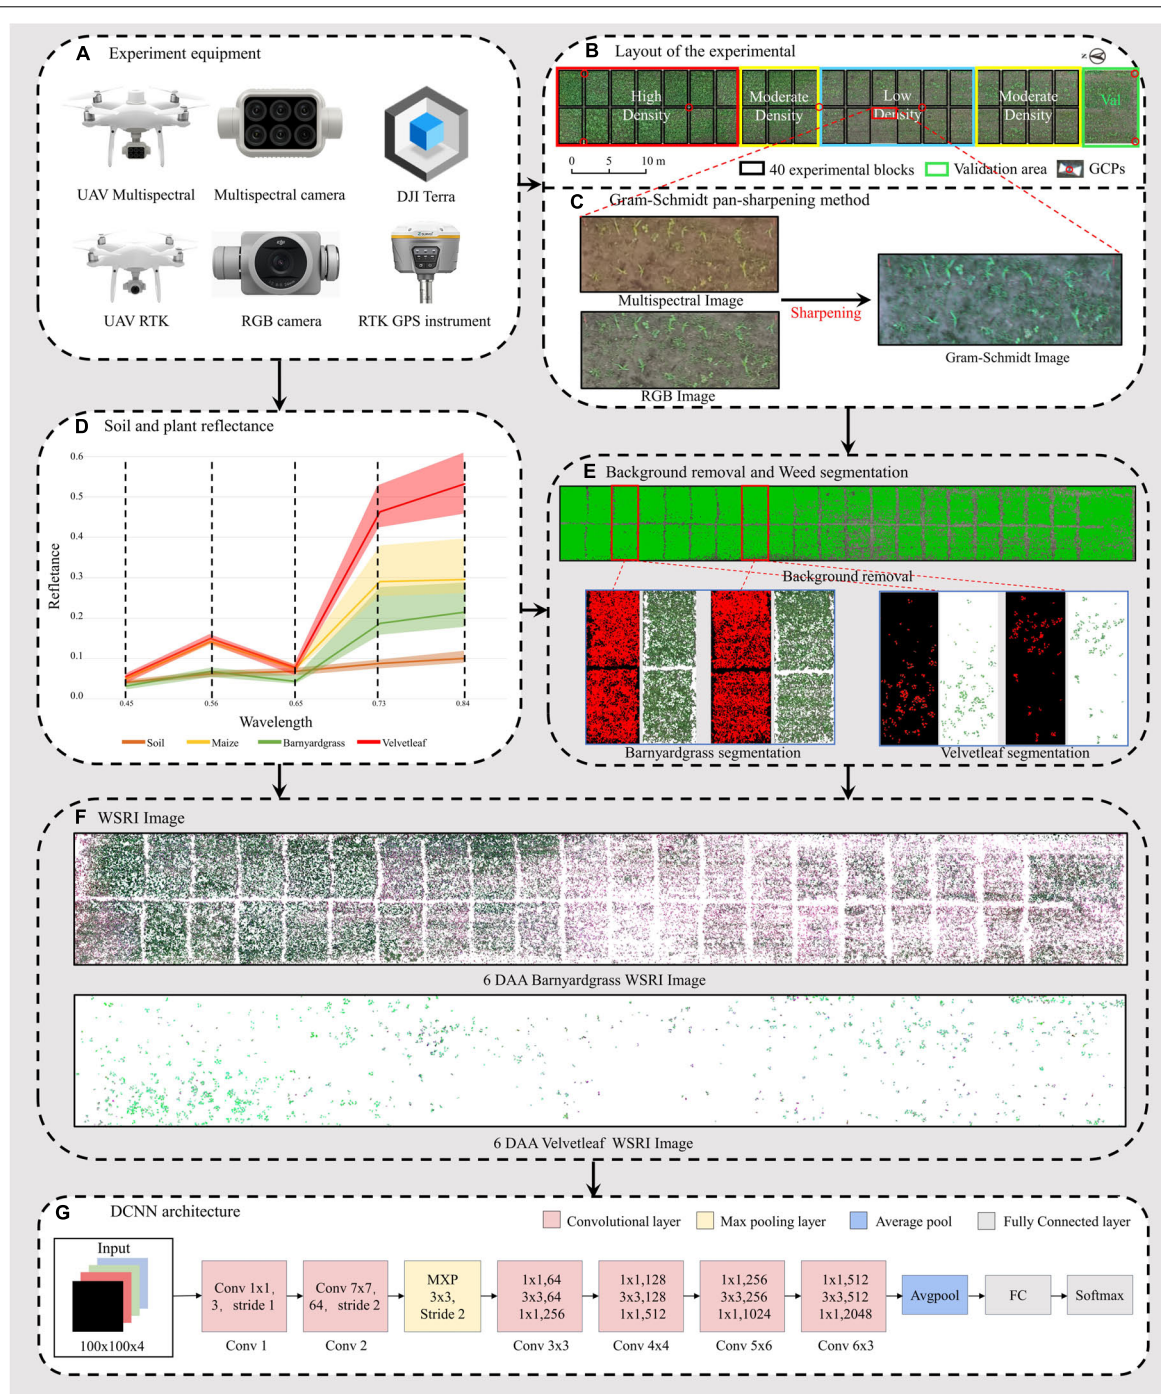 A Experiment equipment
UAV Multispectral
Multispectral camera
DJI Terra
UAV RTK
RGB camera
RTK GPS instrument
B Layout of the experimental
N
High
Density
Moderate
Density
Low
Density
Moderate
Density
Val
0 5 10 m
40 experimental blocks
Validation area
GCPs
C Gram-Schmidt pan-sharpening method
Multispectral Image
Sharpening
RGB Image
Gram-Schmidt Image
D Soil and plant reflectance
0.6
0.5
0.4
0.3
0.2
0.1
0.0
Refletance
0.45 0.56 0.65 0.73 0.84
Wavelength
Soil Maize Barnyardgrass Velvetleaf
E Background removal and Weed segmentation
Background removal
Barnyardgrass segmentation
Velvetleaf segmentation
F WSRI Image
6 DAA Barnyardgrass WSRI Image
6 DAA Velvetleaf WSRI Image
G DCNN architecture
Convolutional layer
Max pooling layer
Average pool
Fully Connected layer
Input
100x100x4
Conv 1x1,
3, stride 1
Conv 1
Conv 7x7,
64, stride 2
Conv 2
MXP
3x3,
Stride 2
1x1,64
3x3,64
1x1,256
Conv 3x3
1x1,128
3x3,128
1x1,512
Conv 4x4
1x1,256
3x3,256
1x1,1024
Conv 5x6
1x1,512
3x3,512
1x1,2048
Conv 6x3
Avgpool
FC
Softmax